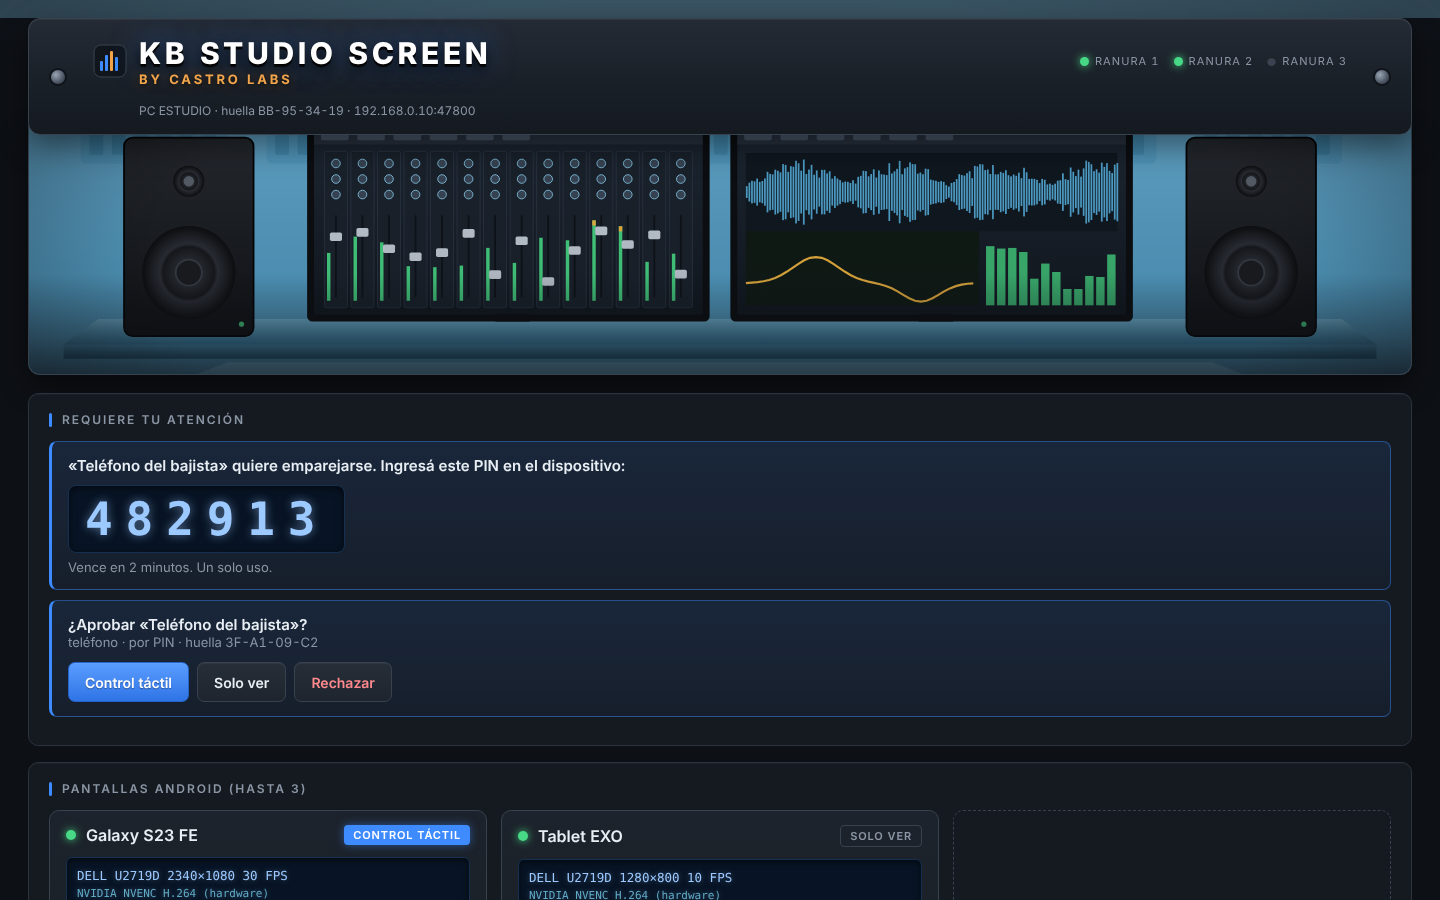 KB STUDIO SCREEN
BY CASTRO LABS
PC ESTUDIO · huella BB-95-34-19 · 192.168.0.10:47800
RANURA 1 RANURA 2 RANURA 3
REQUIERE TU ATENCIÓN
«Teléfono del bajista» quiere emparejarse. Ingresá este PIN en el dispositivo:
482913
Vence en 2 minutos. Un solo uso.
¿Aprobar «Teléfono del bajista»?
teléfono · por PIN · huella 3F-A1-09-C2
Control táctil Solo ver Rechazar
PANTALLAS ANDROID (HASTA 3)
Galaxy S23 FE CONTROL TÁCTIL
DELL U2719D 2340×1080 30 FPS
NVIDIA NVENC H.264 (hardware)
Tablet EXO SOLO VER
DELL U2719D 1280×800 10 FPS
NVIDIA NVENC H.264 (hardware)